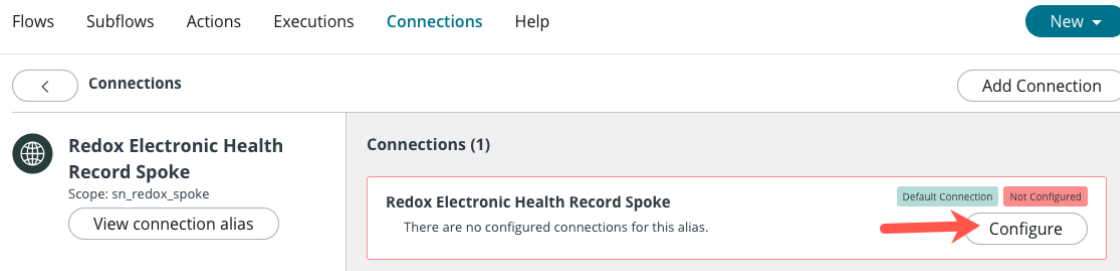 Flows Subflows Actions Executions Connections Help New
Connections Add Connection
Redox Electronic Health
Record Spoke
Scope: sn_redox_spoke
View connection alias
Connections (1)
Redox Electronic Health Record Spoke Default Connection Not Configured
There are no configured connections for this alias. Configure